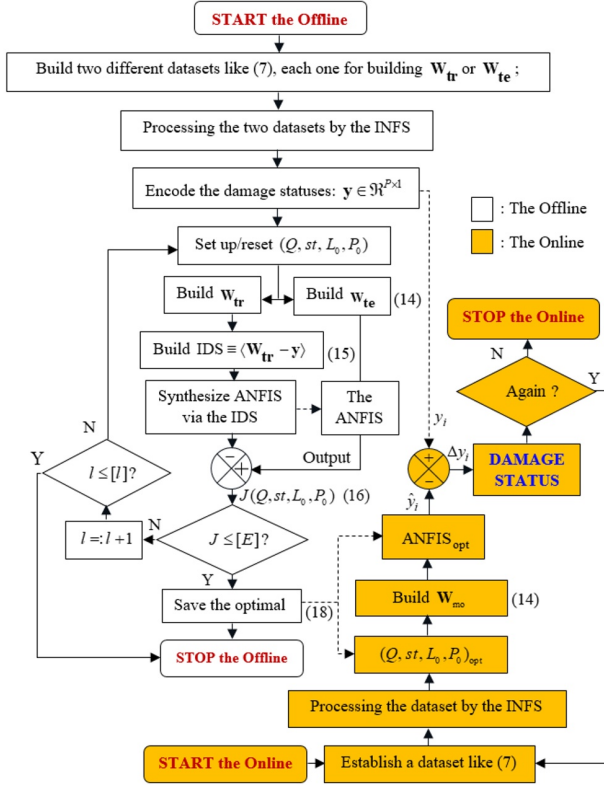 START the Offline
Build two different datasets like (7), each one for building W_tr or W_te ;
Processing the two datasets by the INFS
Encode the damage statuses: y ∈ ℜ^{P×1}
: The Offline
: The Online
Set up/reset (Q, st, L_0, P_0)
Build W_tr
Build W_te
(14)
STOP the Online
Build IDS ≡ ⟨W_tr − y⟩
(15)
N
Again ?
Y
Synthesize ANFIS
via the IDS
The
ANFIS
y_i
N
Y
l ≤ [l]?
Output
−
+
+
−
Δy_i
DAMAGE
STATUS
J(Q, st, L_0, P_0) (16)
ŷ_i
l =: l + 1
N
J ≤ [E]?
ANFIS_opt
Y
Save the optimal
(18)
Build W_mo
(14)
STOP the Offline
(Q, st, L_0, P_0)_opt
Processing the dataset by the INFS
START the Online
Establish a dataset like (7)